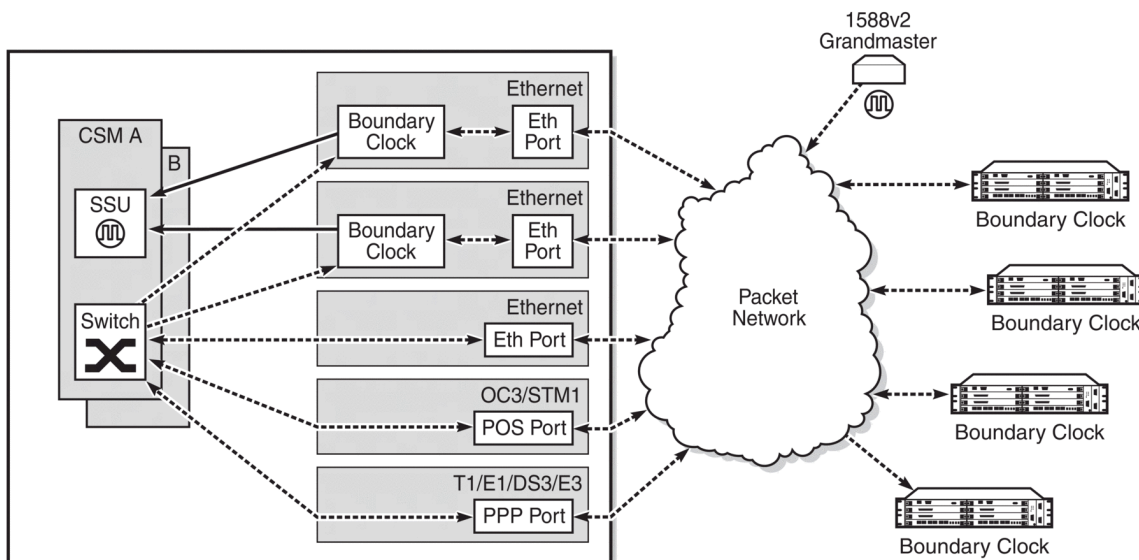 1588v2
Grandmaster
CSM A
B
SSU
Switch
Ethernet
Boundary
Clock
Eth
Port
Ethernet
Boundary
Clock
Eth
Port
Ethernet
Eth Port
OC3/STM1
POS Port
T1/E1/DS3/E3
PPP Port
Packet
Network
Boundary Clock
Boundary Clock
Boundary Clock
Boundary Clock